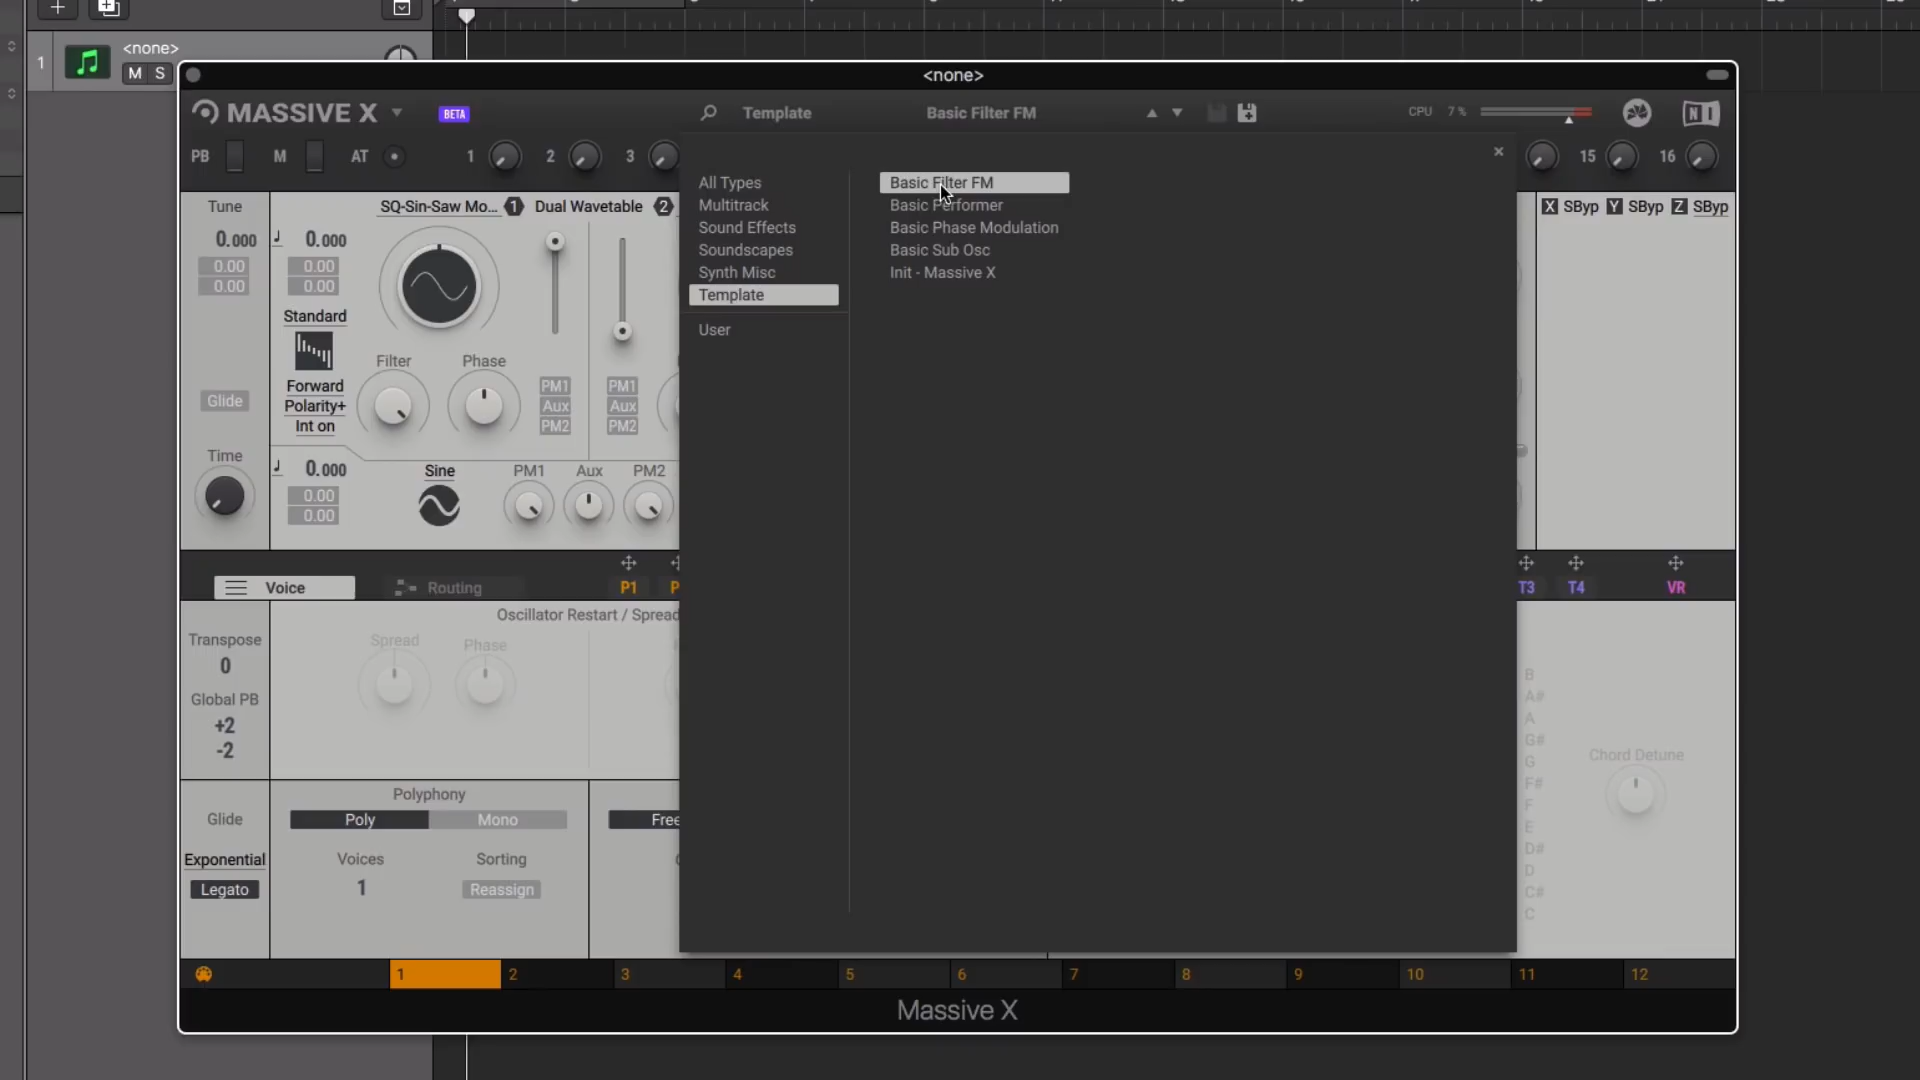 1
<none>
M S
<none>
MASSIVE X
BETA
Template
Basic Filter FM
CPU 7 %
PB
M
AT
1
2
3
15
16
All Types
Multitrack
Sound Effects
Soundscapes
Synth Misc
Template
User
Basic Filter FM
Basic Performer
Basic Phase Modulation
Basic Sub Osc
Init - Massive X
Tune
0.000
0.00
0.00
Glide
Time
SQ-Sin-Saw Mo... 1
Dual Wavetable 2
0.000
0.00
0.00
Standard
Forward
Polarity+
Int on
Filter
Phase
PM1
Aux
PM2
PM1
Aux
PM2
0.000
0.00
0.00
Sine
PM1
Aux
PM2
X SByp Y SByp Z SByp
Voice
Routing
P1
T3
T4
VR
Oscillator Restart / Spread
Spread
Phase
Transpose
0
Global PB
+2
-2
Glide
Exponential
Legato
Polyphony
Poly
Mono
Voices
1
Sorting
Reassign
Free
B
A#
A
G#
G
F#
F
E
D#
D
C#
C
Chord Detune
1
2
3
4
5
6
7
8
9
10
11
12
Massive X